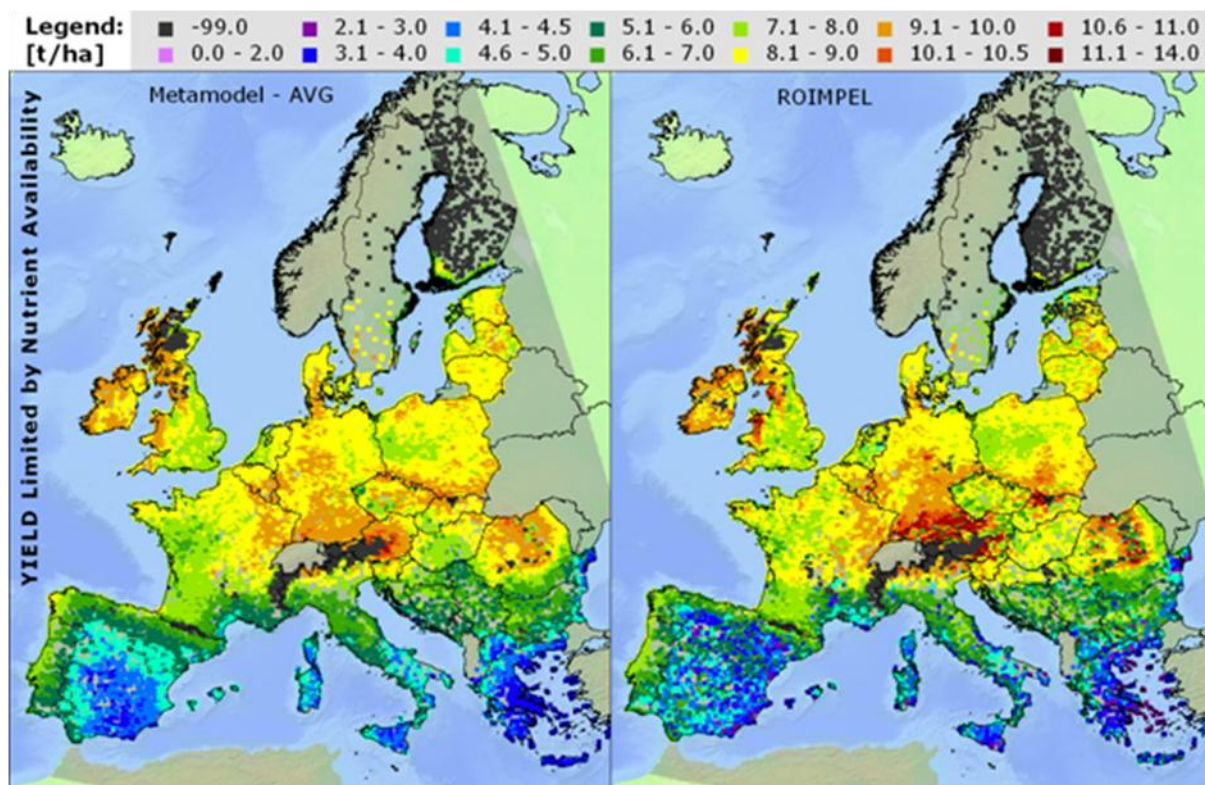 Legend: -99.0 2.1 - 3.0 4.1 - 4.5 5.1 - 6.0 7.1 - 8.0 9.1 - 10.0 10.6 - 11.0
[t/ha] 0.0 - 2.0 3.1 - 4.0 4.6 - 5.0 6.1 - 7.0 8.1 - 9.0 10.1 - 10.5 11.1 - 14.0
YIELD Limited by Nutrient Availability
Metamodel - AVG
ROIMPEL